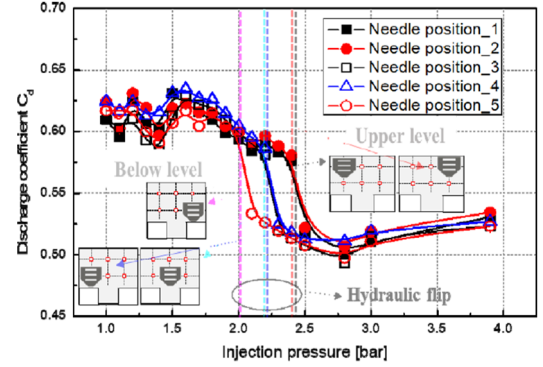 0.70
0.65
0.60
0.55
0.50
0.45
Discharge coefficient Cd
Needle position_1
Needle position_2
Needle position_3
Needle position_4
Needle position_5
Upper level
Below level
Hydraulic flip
1.0 1.5 2.0 2.5 3.0 3.5 4.0
Injection pressure [bar]